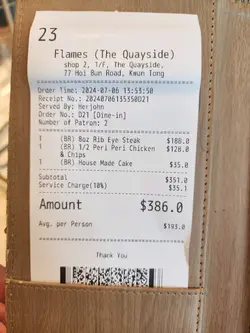 23
Flames (The Quayside)
shop 2, 1/F, The Quayside,
77 Hoi Bun Road, Kwun Tong
Order Time: 2024-07-06 13:53:50
Receipt No.: 20240706135350D21
Served By: Herjohn
Order No.: D21 [Dine-in]
Number of Patron: 2
1 (BR) 8oz Rib Eye Steak $188.0
1 (BR) 1/2 Peri Peri Chicken $128.0
& Chips
1 (BR) House Made Cake $35.0
Subtotal $351.0
Service Charge(10%) $35.1
Amount $386.0
Avg. per Person $193.0
Thank You